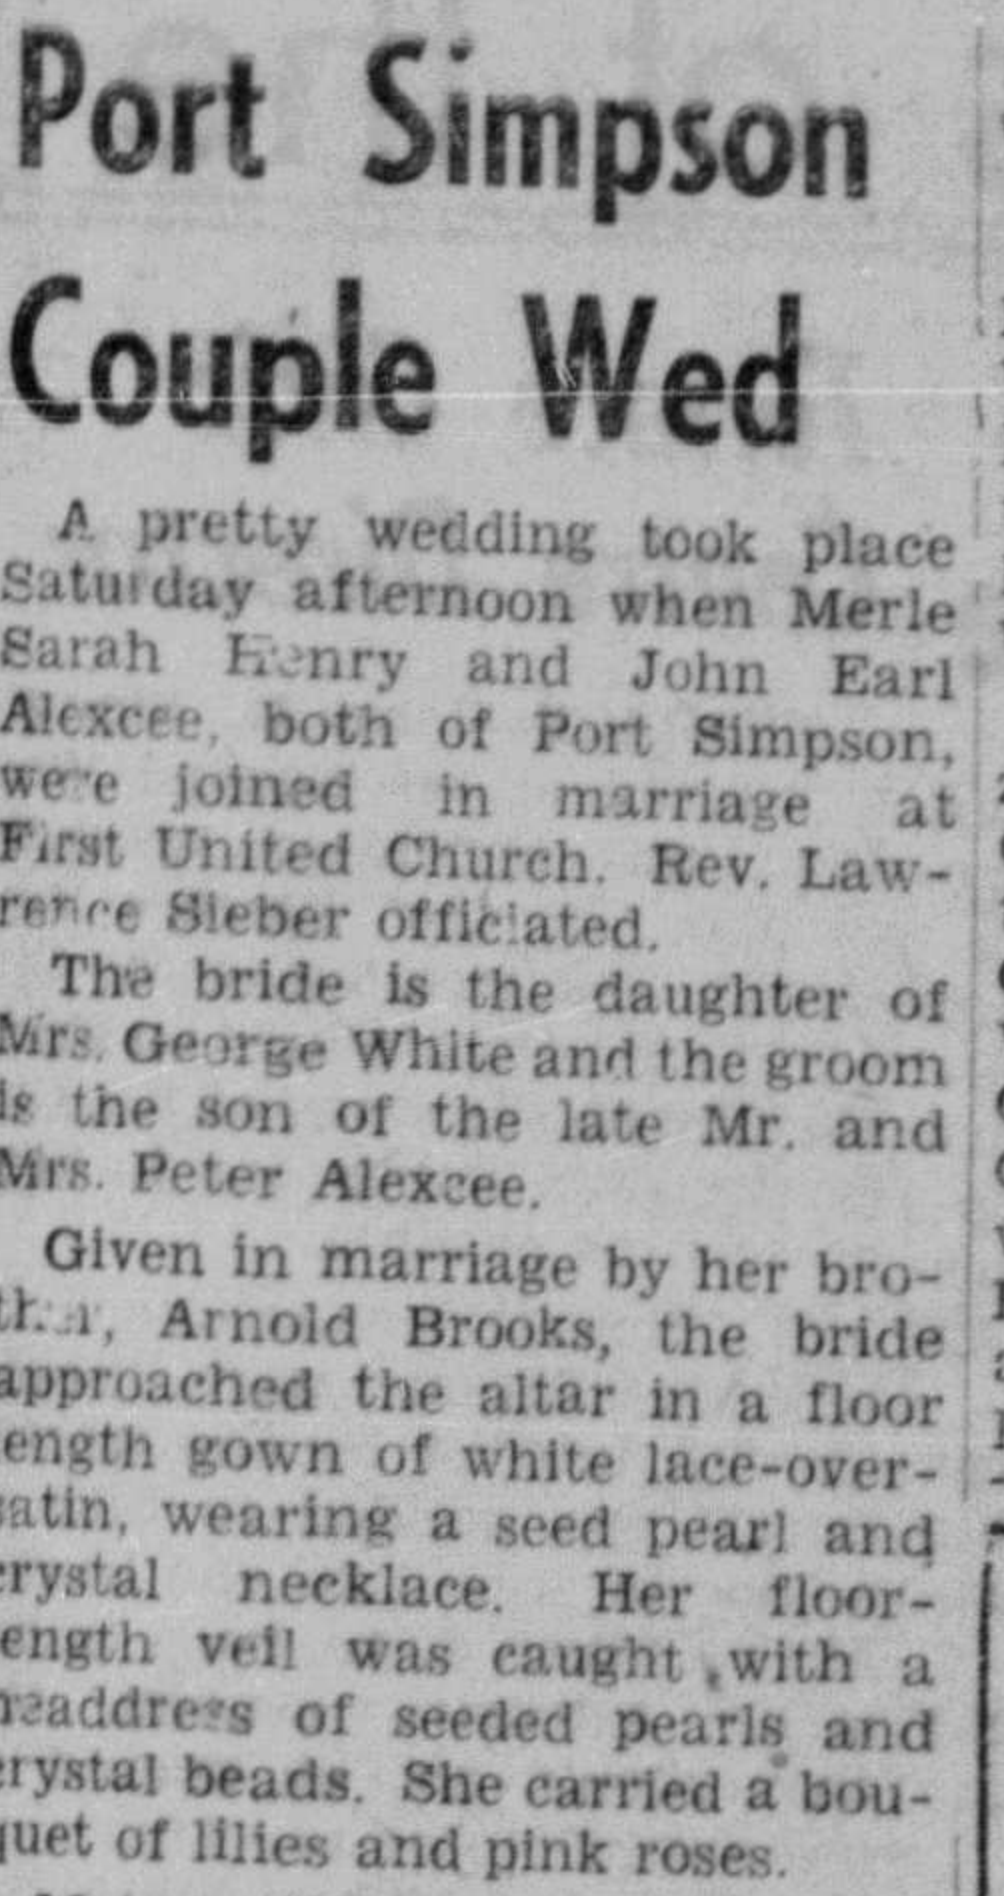 Port Simpson
Couple Wed
A pretty wedding took place
Saturday afternoon when Merle
Sarah Henry and John Earl
Alexcee, both of Port Simpson,
were joined in marriage at
First United Church. Rev. Law-
rence Sieber officiated.
The bride is the daughter of
Mrs. George White and the groom
is the son of the late Mr. and
Mrs. Peter Alexcee.
Given in marriage by her bro-
ther, Arnold Brooks, the bride
approached the altar in a floor
length gown of white lace-over-
satin, wearing a seed pearl and
crystal necklace. Her floor-
length veil was caught with a
headdress of seeded pearls and
crystal beads. She carried a bou-
quet of lilies and pink roses.